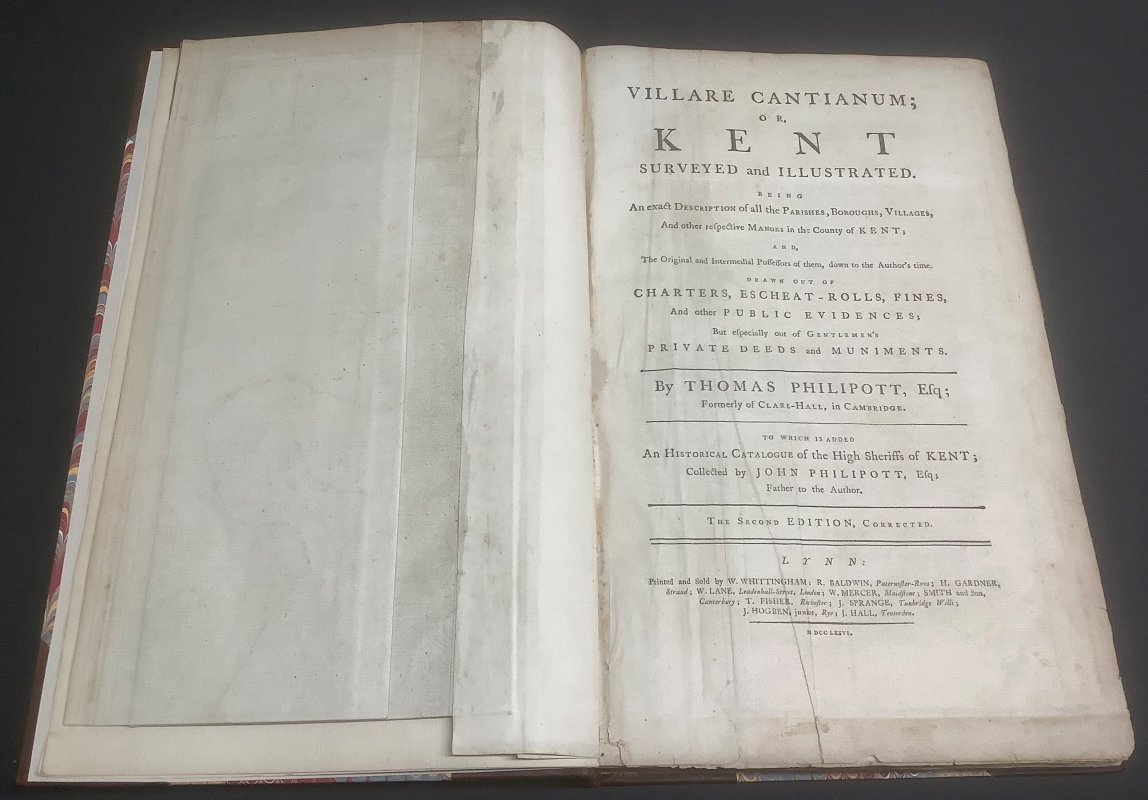 VILLARE CANTIANUM;
OR,
KENT
SURVEYED and ILLUSTRATED.
BEING
An exact DESCRIPTION of all the PARISHES, BOROUGHS, VILLAGES,
And other reſpective MANORS in the County of KENT;
AND,
The Original and Intermedial Poſſeſſors of them, down to the Author's time.
DRAWN OUT OF
CHARTERS, ESCHEAT-ROLLS, FINES,
And other PUBLIC EVIDENCES;
But eſpecially out of GENTLEMEN'S
PRIVATE DEEDS and MUNIMENTS.
By THOMAS PHILIPOTT, Eſq;
Formerly of CLARE-HALL, in CAMBRIDGE.
TO WHICH IS ADDED
An HISTORICAL CATALOGUE of the High Sheriffs of KENT;
Collected by JOHN PHILIPOTT, Eſq;
Father to the Author.
THE SECOND EDITION, CORRECTED.
LYNN:
Printed and Sold by W. WHITTINGHAM; R. BALDWIN, Paternoſter-Row; H. GARDNER,
Strand; W. LANE, Leadenhall-Street, London; W. MERCER, Maidſtone; SMITH and Son,
Canterbury; T. FISHER, Rocheſter; J. SPRANGE, Tunbridge Wells;
J. HOGBEN, junior, Rye; J. HALL, Tenterden.
MDCCLXXVI.